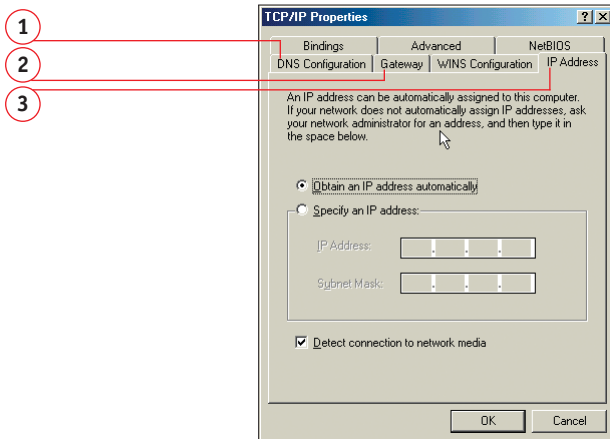 TCP/IP Properties
? ×
1
2
3
Bindings
Advanced
NetBIOS
DNS Configuration
Gateway
WINS Configuration
IP Address
An IP address can be automatically assigned to this computer.
If your network does not automatically assign IP addresses, ask
your network administrator for an address, and then type it in
the space below.
Obtain an IP address automatically
Specify an IP address:
IP Address:
. . .
Subnet Mask:
. . .
Detect connection to network media
OK
Cancel